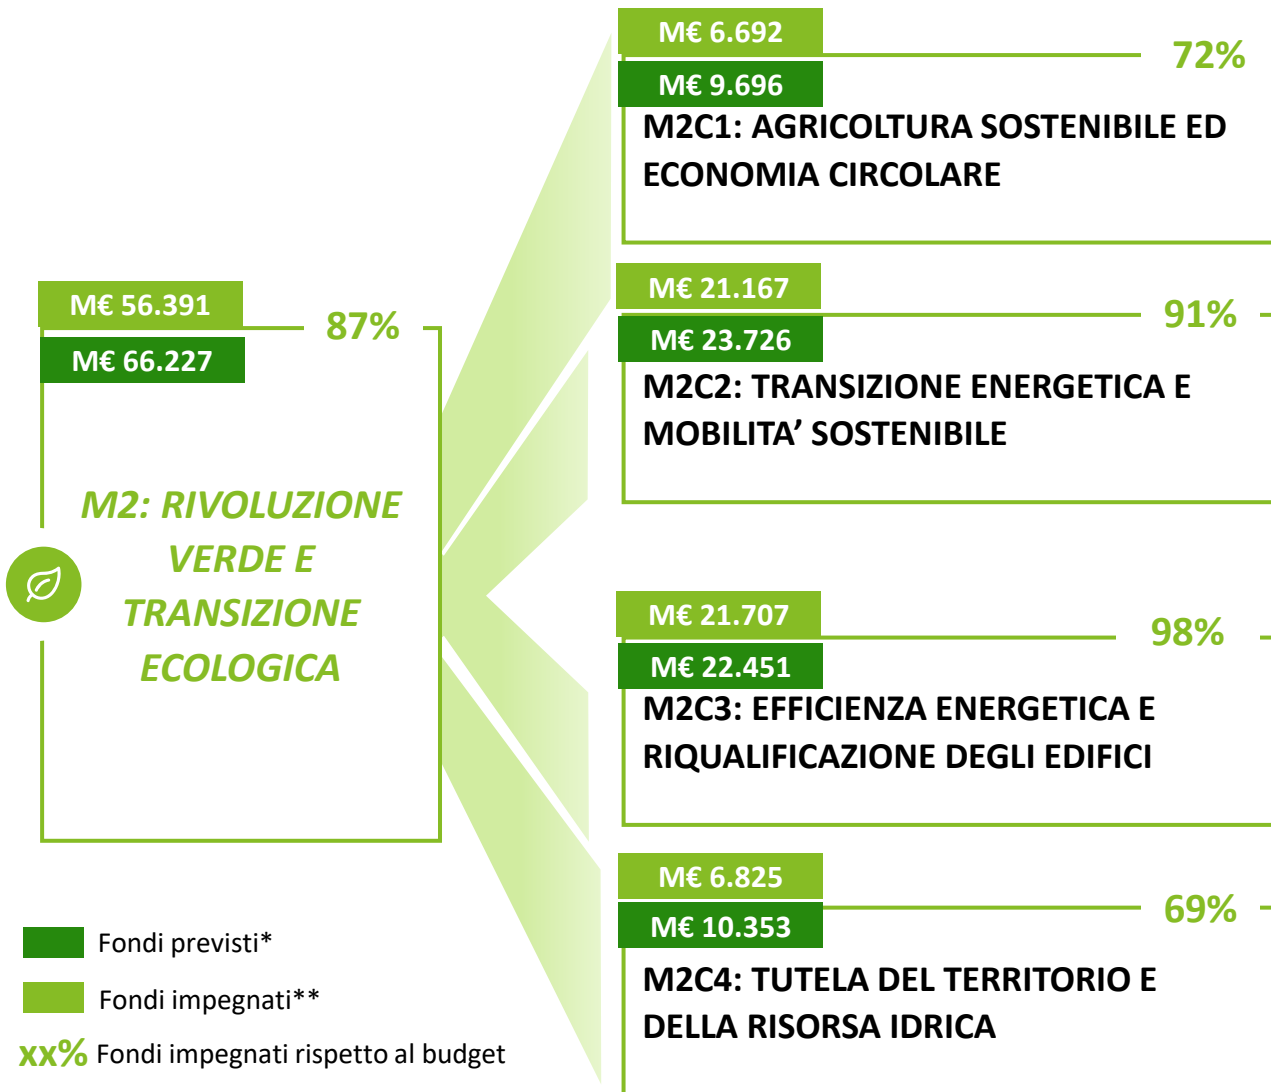 M€ 56.391
87%
M€ 66.227
M2: RIVOLUZIONE
VERDE E
TRANSIZIONE
ECOLOGICA
M€ 6.692
72%
M€ 9.696
M2C1: AGRICOLTURA SOSTENIBILE ED
ECONOMIA CIRCOLARE
M€ 21.167
91%
M€ 23.726
M2C2: TRANSIZIONE ENERGETICA E
MOBILITA’ SOSTENIBILE
M€ 21.707
98%
M€ 22.451
M2C3: EFFICIENZA ENERGETICA E
RIQUALIFICAZIONE DEGLI EDIFICI
M€ 6.825
69%
M€ 10.353
M2C4: TUTELA DEL TERRITORIO E
DELLA RISORSA IDRICA
Fondi previsti*
Fondi impegnati**
xx% Fondi impegnati rispetto al budget